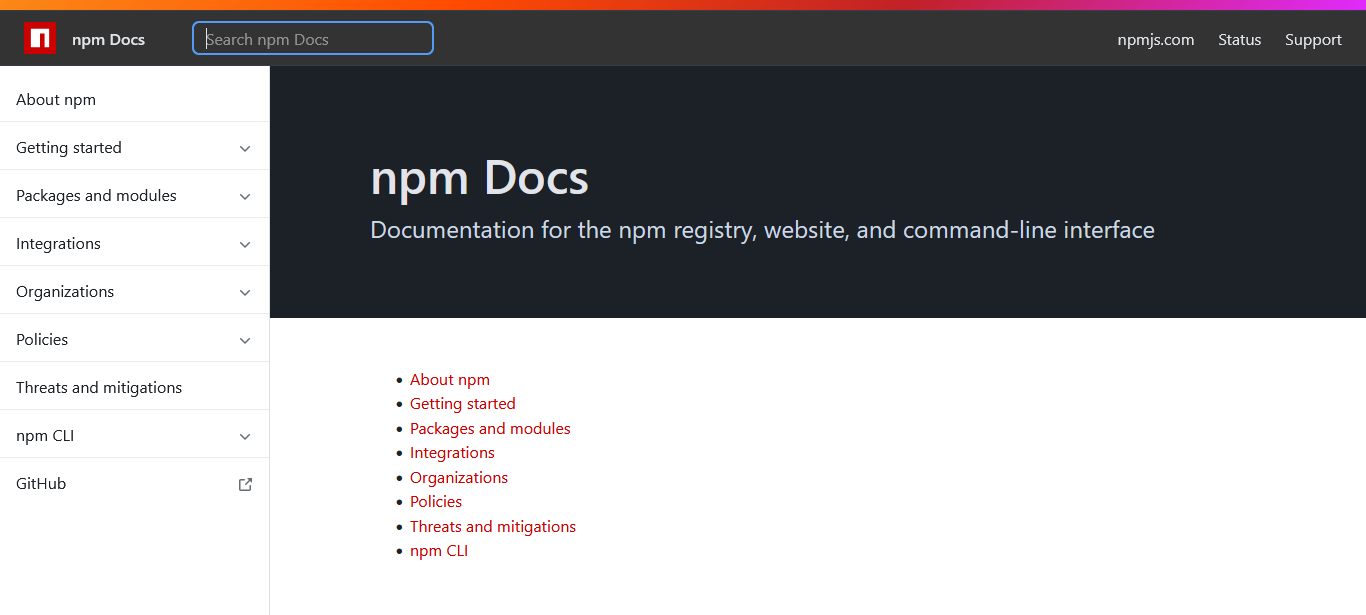 npm Docs
Search npm Docs
npmjs.com
Status
Support
About npm
Getting started
Packages and modules
Integrations
Organizations
Policies
Threats and mitigations
npm CLI
GitHub
npm Docs
Documentation for the npm registry, website, and command-line interface
• About npm
• Getting started
• Packages and modules
• Integrations
• Organizations
• Policies
• Threats and mitigations
• npm CLI